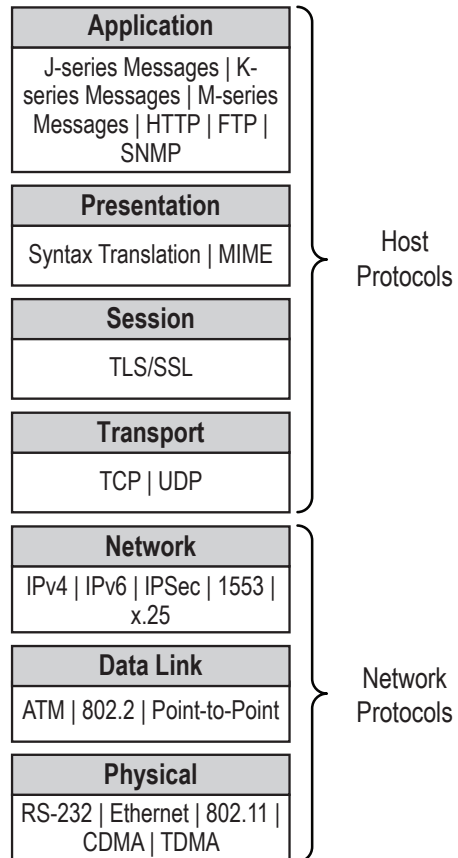 Application
J-series Messages | K-
series Messages | M-series
Messages | HTTP | FTP |
SNMP
Presentation
Syntax Translation | MIME
Session
TLS/SSL
Transport
TCP | UDP
Host
Protocols
Network
IPv4 | IPv6 | IPSec | 1553 |
x.25
Data Link
ATM | 802.2 | Point-to-Point
Physical
RS-232 | Ethernet | 802.11 |
CDMA | TDMA
Network
Protocols